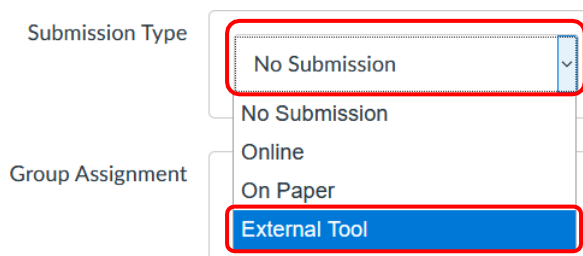 Submission Type
No Submission
No Submission
Online
Group Assignment
On Paper
External Tool